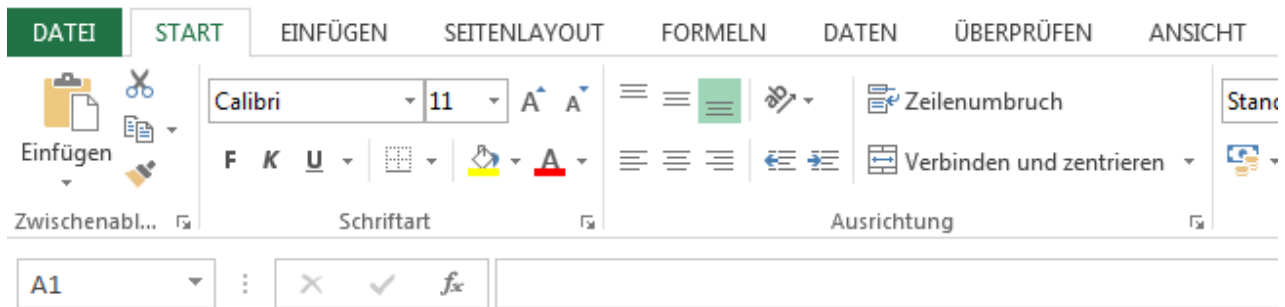 DATEI START EINFÜGEN SEITENLAYOUT FORMELN DATEN ÜBERPRÜFEN ANSICHT
Calibri 11 A A Zeilenumbruch Stand
Einfügen F K U A Verbinden und zentrieren
Zwischenabl... Schriftart Ausrichtung
A1 fx